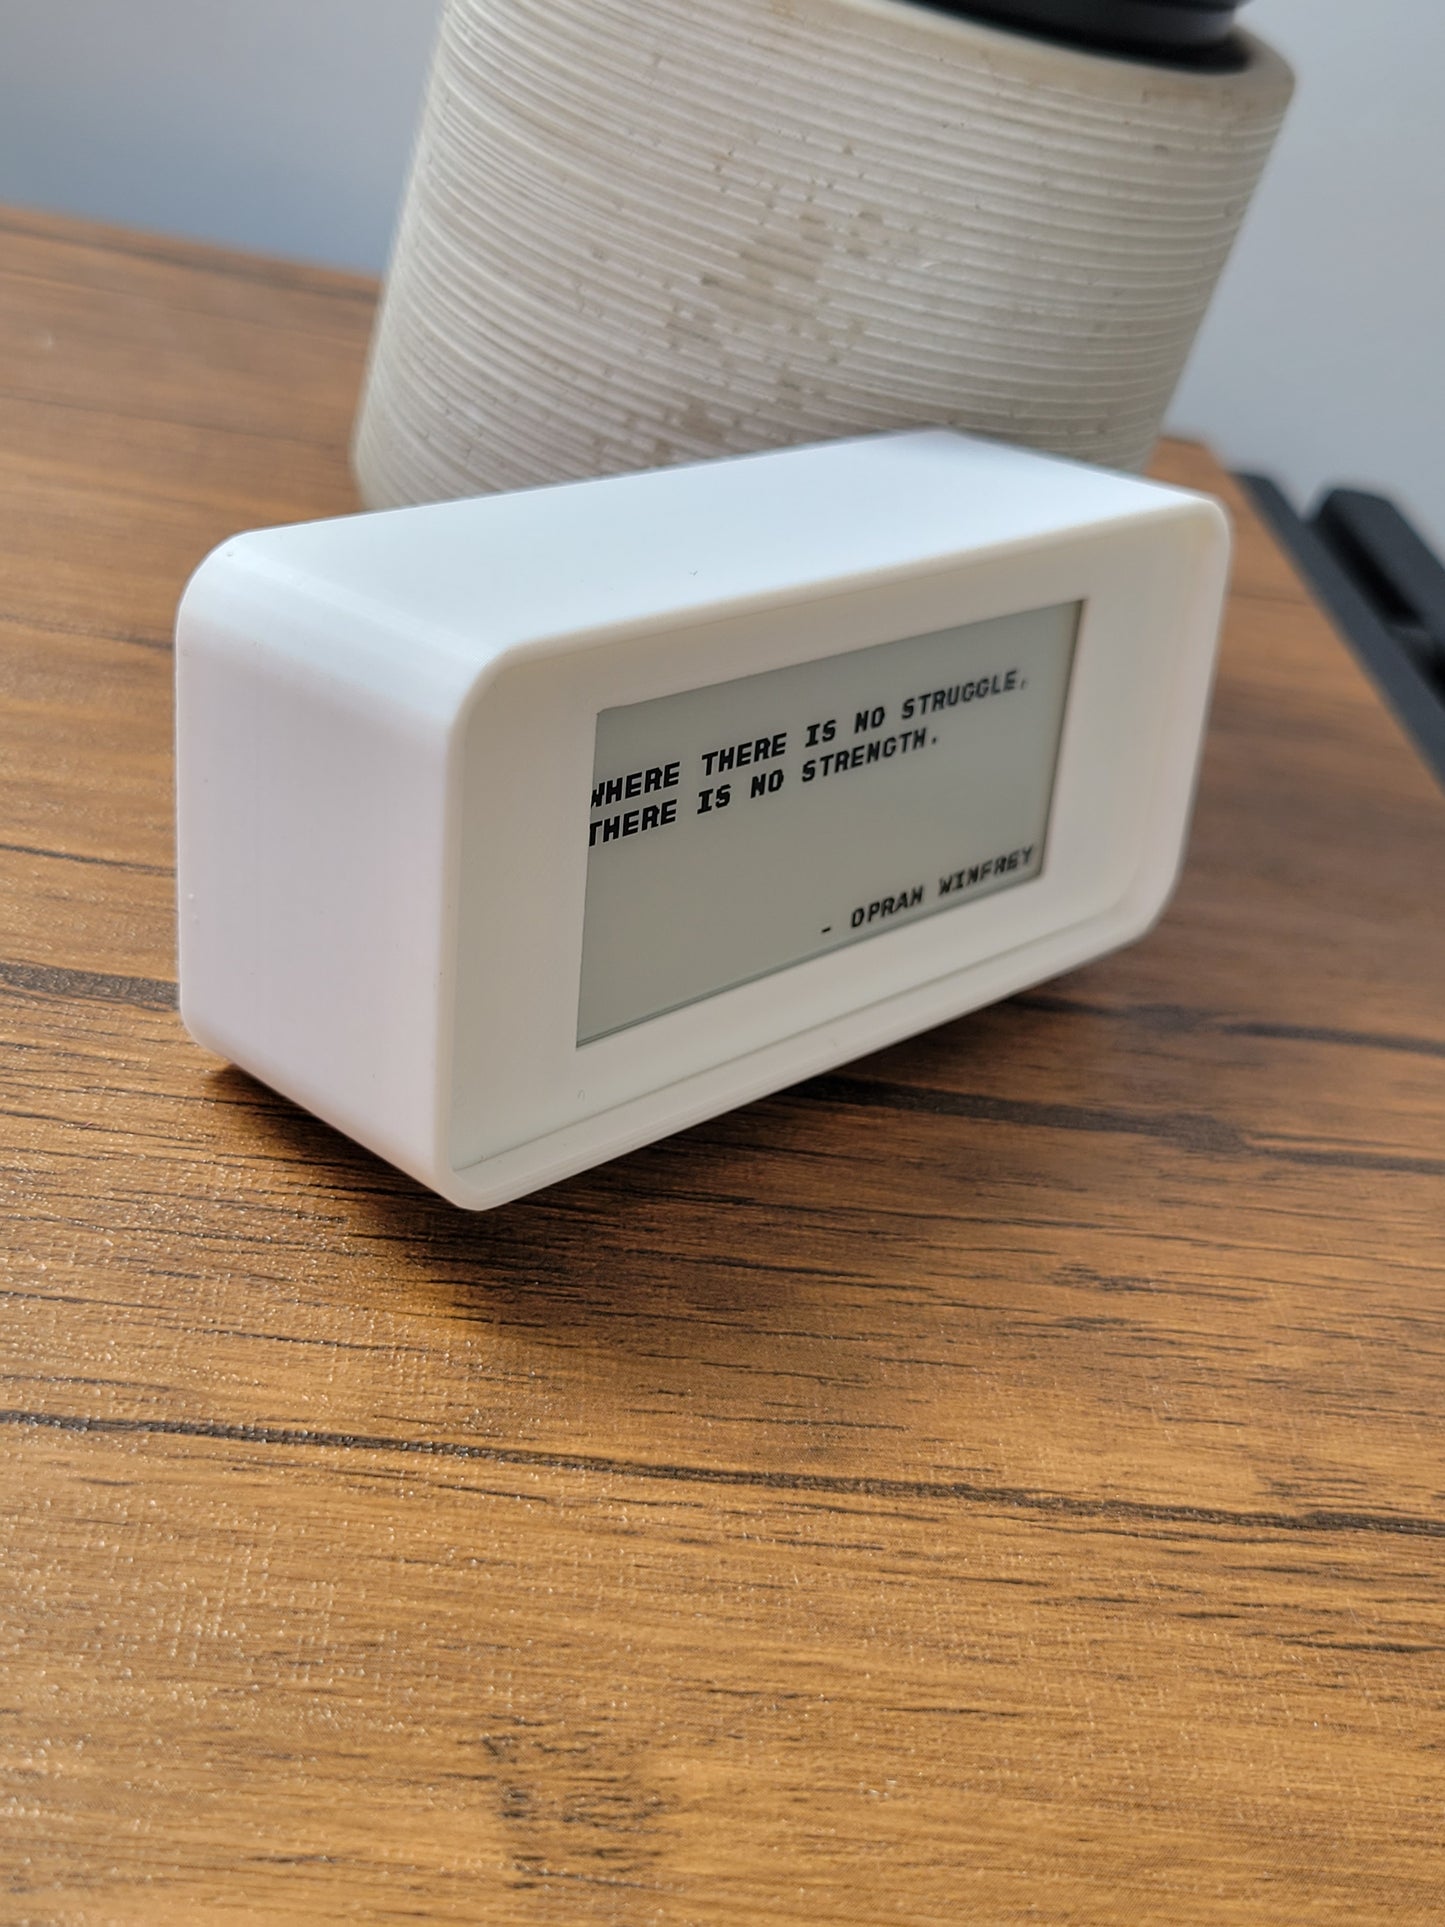 WHERE THERE IS NO STRUGGLE,
THERE IS NO STRENGTH.
- OPRAH WINFREY